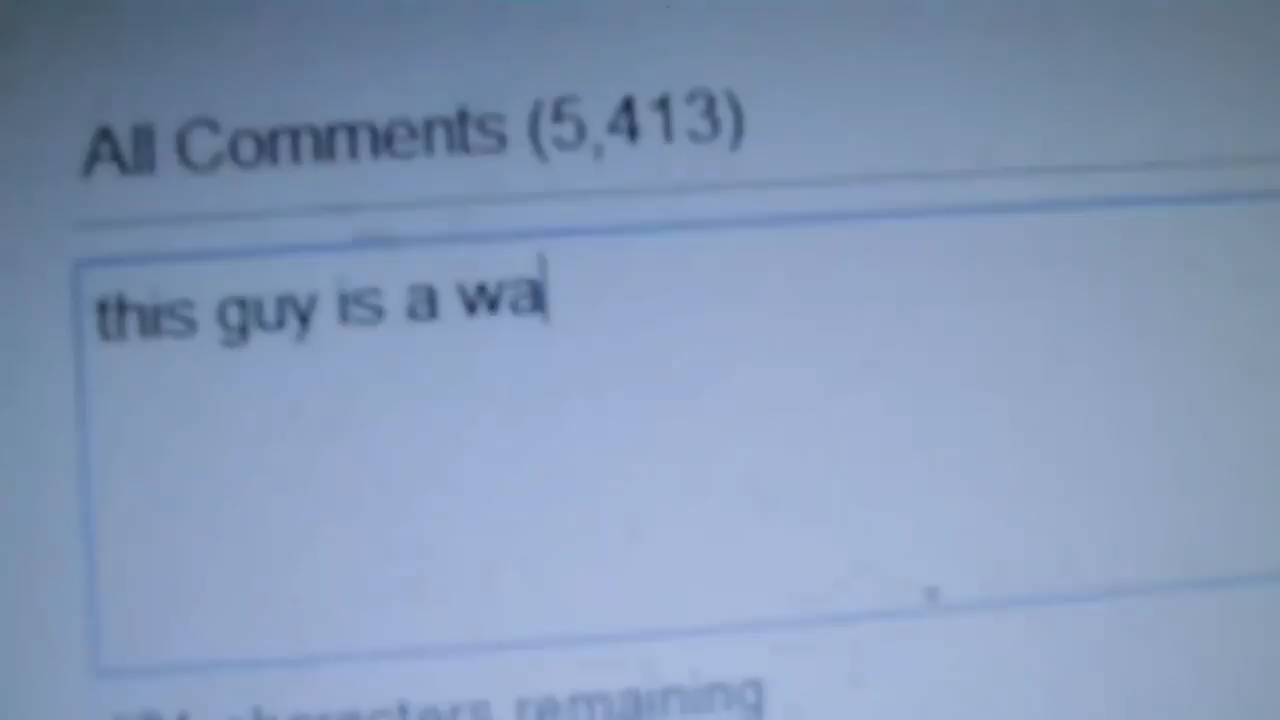 All Comments (5,413)
this guy is a wa
characters remaining